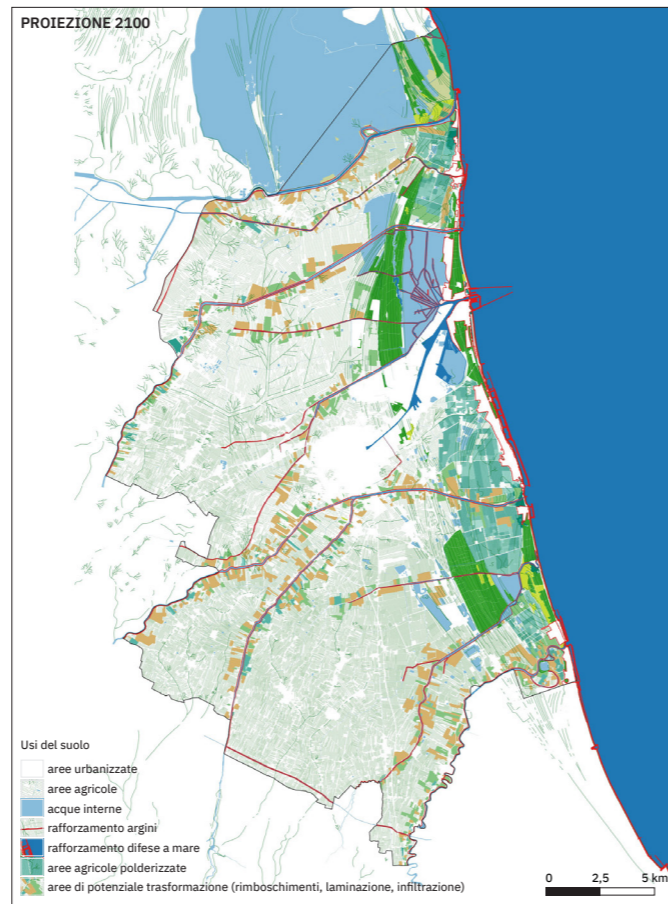 PROIEZIONE 2100
Usi del suolo
aree urbanizzate
aree agricole
acque interne
rafforzamento argini
rafforzamento difese a mare
aree agricole polderizzate
aree di potenziale trasformazione (rimboschimenti, laminazione, infiltrazione)
0 2,5 5 km